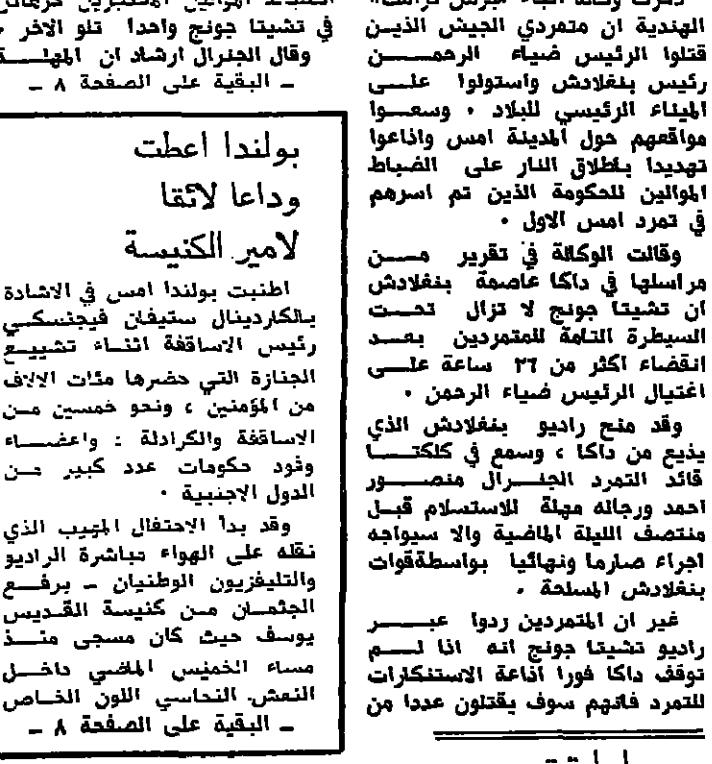 الهندية ان متمردي الجيش الذين
قتلوا الرئيس ضياء الرحمن
رئيس بنغلادش واستولوا على
الميناء الرئيسي للبلاد ، وسعوا
مواقعهم حول المدينة امس واذاعوا
تهديدا باطلاق النار على الضباط
الموالين للحكومة الذين تم اسرهم
في تمرد امس الاول .
وقالت الوكالة في تقرير من
مراسلها في داكا عاصمة بنغلادش
ان تشيتا جونج لا تزال تحت
السيطرة التامة للمتمردين بعد
انقضاء اكثر من ٣٦ ساعة على
اغتيال الرئيس ضياء الرحمن .
وقد منح راديو بنغلادش الذي
يذيع من داكا ، وسمع في كلكتا
قائد التمرد الجنرال منصور
احمد ورجاله مهلة للاستسلام قبل
منتصف الليلة الماضية والا سيواجه
اجراء صارما ونهائيا بواسطةقوات
بنغلادش المسلحة .
غير ان المتمردين ردوا عبر
راديو تشيتا جونج انه اذا لم
توقف داكا فورا اذاعة الاستنكارات
للتمرد فانهم سوف يقتلون عددا من
في تشيتا جونج واحدا تلو الاخر .
وقال الجنرال ارشاد ان المهلة
ـ البقية على الصفحة ٨ ـ
بولندا اعطت
وداعا لائقا
لامير الكنيسة
اطنبت بولندا امس في الاشادة
بالكاردينال ستيفان فيجنسكي
رئيس الاساقفة اثناء تشييع
الجنازة التي حضرها مئات الالاف
من المؤمنين ، ونحو خمسين من
الاساقفة والكرادلة : واعضاء
وفود حكومات عدد كبير من
الدول الاجنبية .
وقد بدأ الاحتفال المهيب الذي
نقله على الهواء مباشرة الراديو
والتليفزيون الوطنيان ـ برفع
الجثمان من كنيسة القديس
يوسف حيث كان مسجى منذ
مساء الخميس الماضي داخل
النعش النحاسي اللون الخاص
ـ البقية على الصفحة ٨ ـ